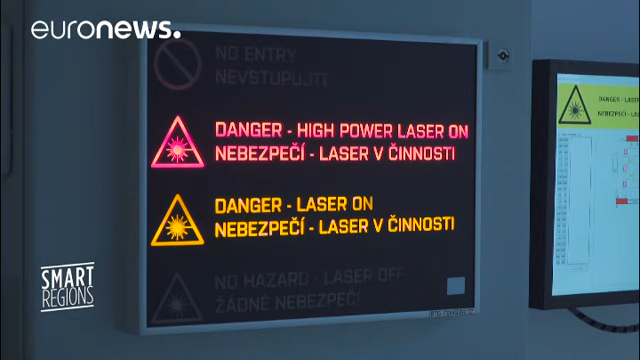 euronews.
NO ENTRY
NEVSTUPUJTE
DANGER - HIGH POWER LASER ON
NEBEZPEČÍ - LASER V ČINNOSTI
DANGER - LASER ON
NEBEZPEČÍ - LASER V ČINNOSTI
NO HAZARD - LASER OFF
ŽÁDNÉ NEBEZPEČÍ
DANGER - LAS
SMART
REGIONS